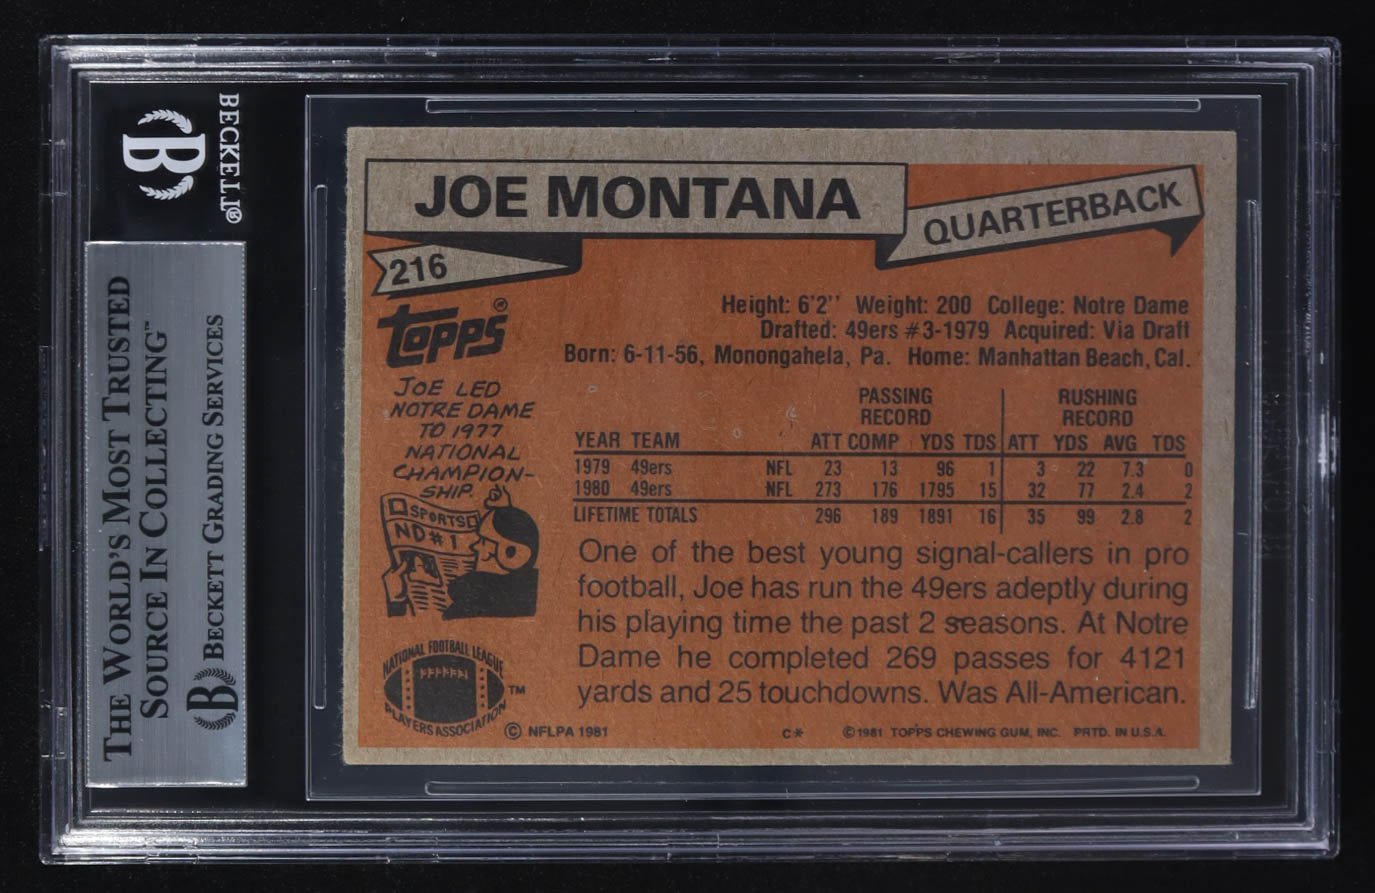 BECKETT®
B
THE WORLD'S MOST TRUSTED
SOURCE IN COLLECTING™
B BECKETT GRADING SERVICES
JOE MONTANA
QUARTERBACK
216
Topps®
Height: 6'2'' Weight: 200 College: Notre Dame
Drafted: 49ers #3-1979 Acquired: Via Draft
Born: 6-11-56, Monongahela, Pa. Home: Manhattan Beach, Cal.
JOE LED
NOTRE DAME
TO 1977
NATIONAL
CHAMPION-
SHIP.
SPORTS
ND#1
PASSING RECORD RUSHING RECORD
YEAR TEAM ATT COMP YDS TDS ATT YDS AVG TDS
1979 49ers NFL 23 13 96 1 3 22 7.3 0
1980 49ers NFL 273 176 1795 15 32 77 2.4 2
LIFETIME TOTALS 296 189 1891 16 35 99 2.8 2
One of the best young signal-callers in pro
football, Joe has run the 49ers adeptly during
his playing time the past 2 seasons. At Notre
Dame he completed 269 passes for 4121
yards and 25 touchdowns. Was All-American.
NATIONAL FOOTBALL LEAGUE
PLAYERS ASSOCIATION
TM
© NFLPA 1981
C*
©1981 TOPPS CHEWING GUM, INC. PRTD. IN U.S.A.